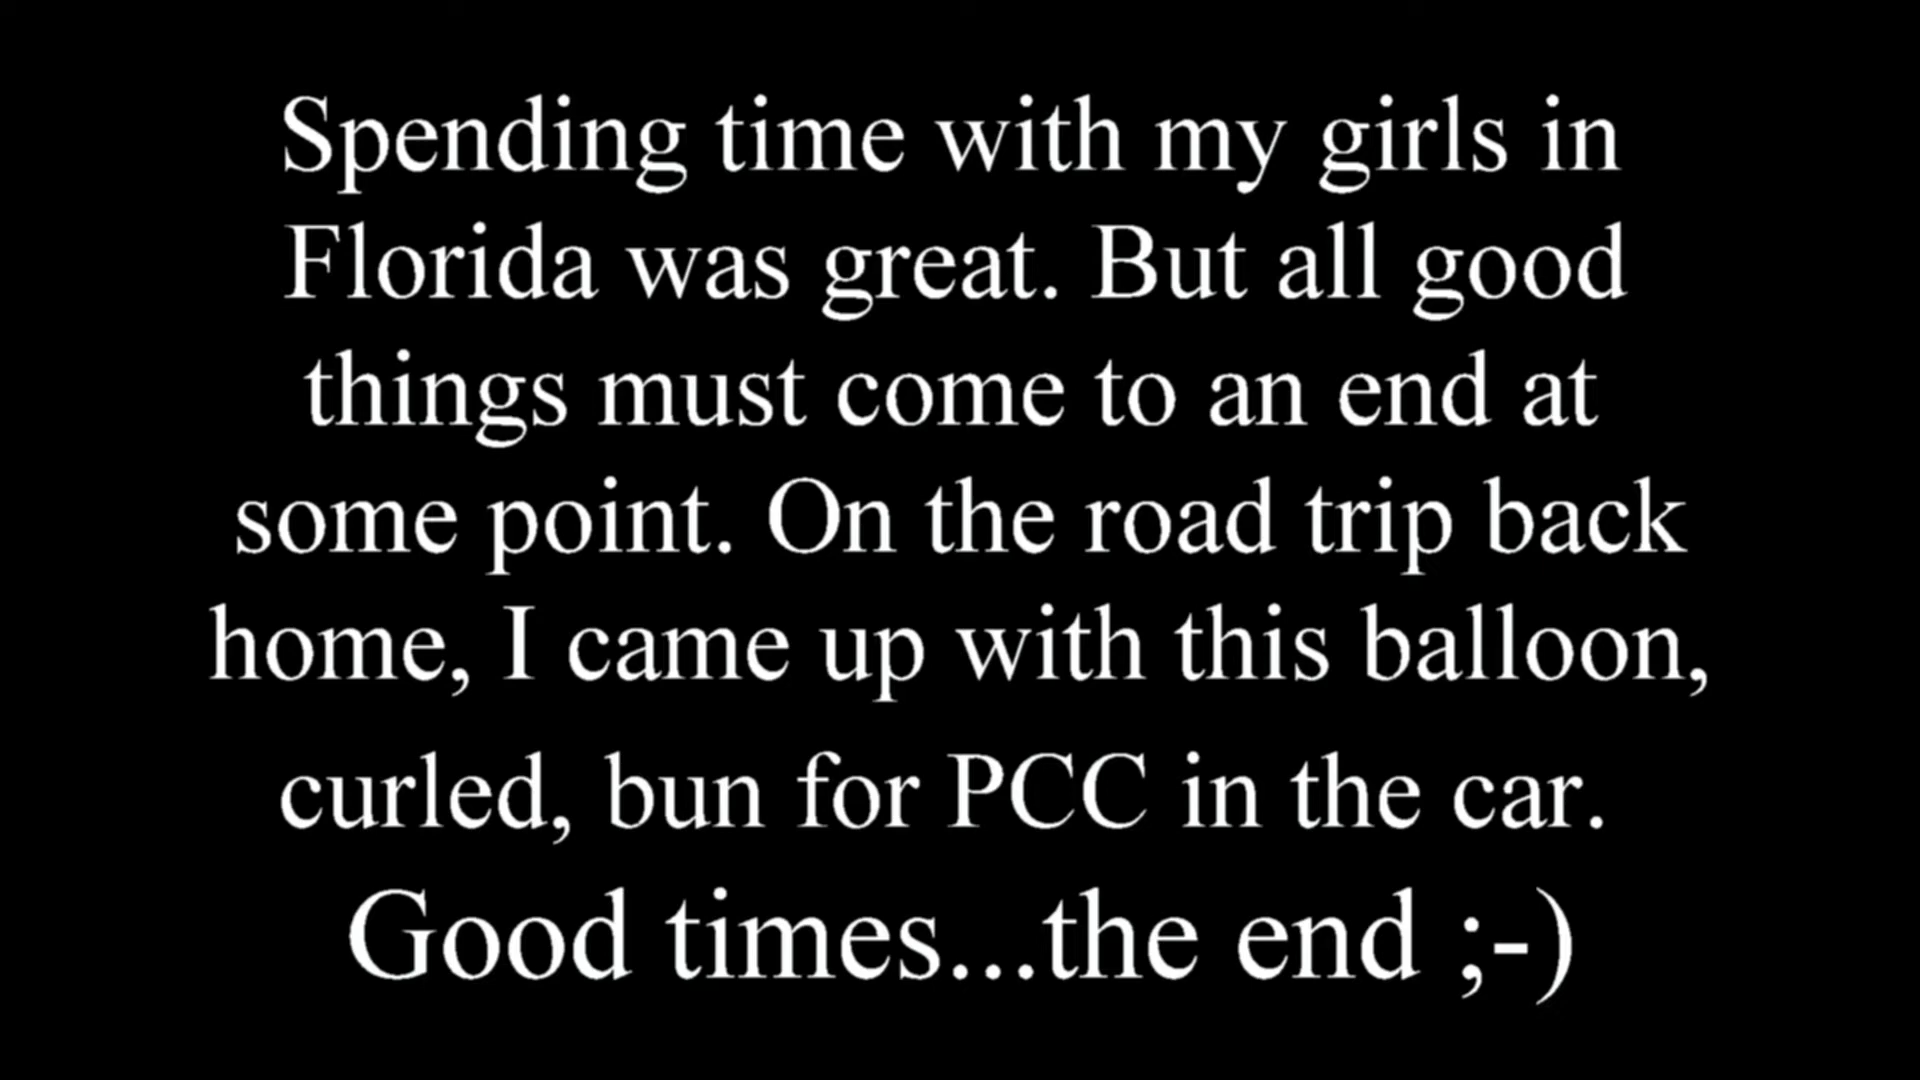 Spending time with my girls in
Florida was great. But all good
things must come to an end at
some point. On the road trip back
home, I came up with this balloon,
curled, bun for PCC in the car.
Good times...the end ;-)